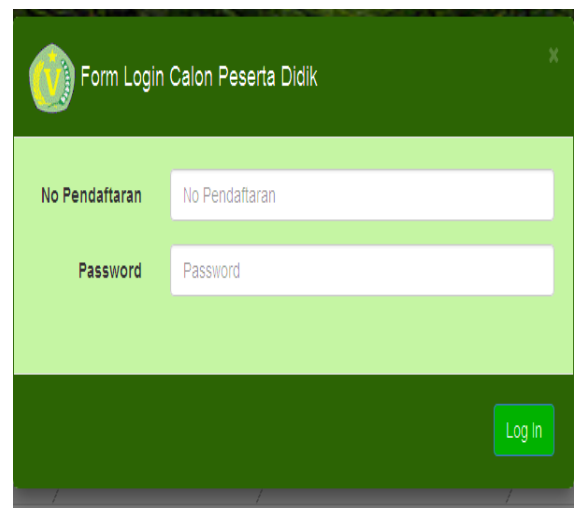 V
Form Login Calon Peserta Didik
x
No Pendaftaran
No Pendaftaran
Password
Password
Log In